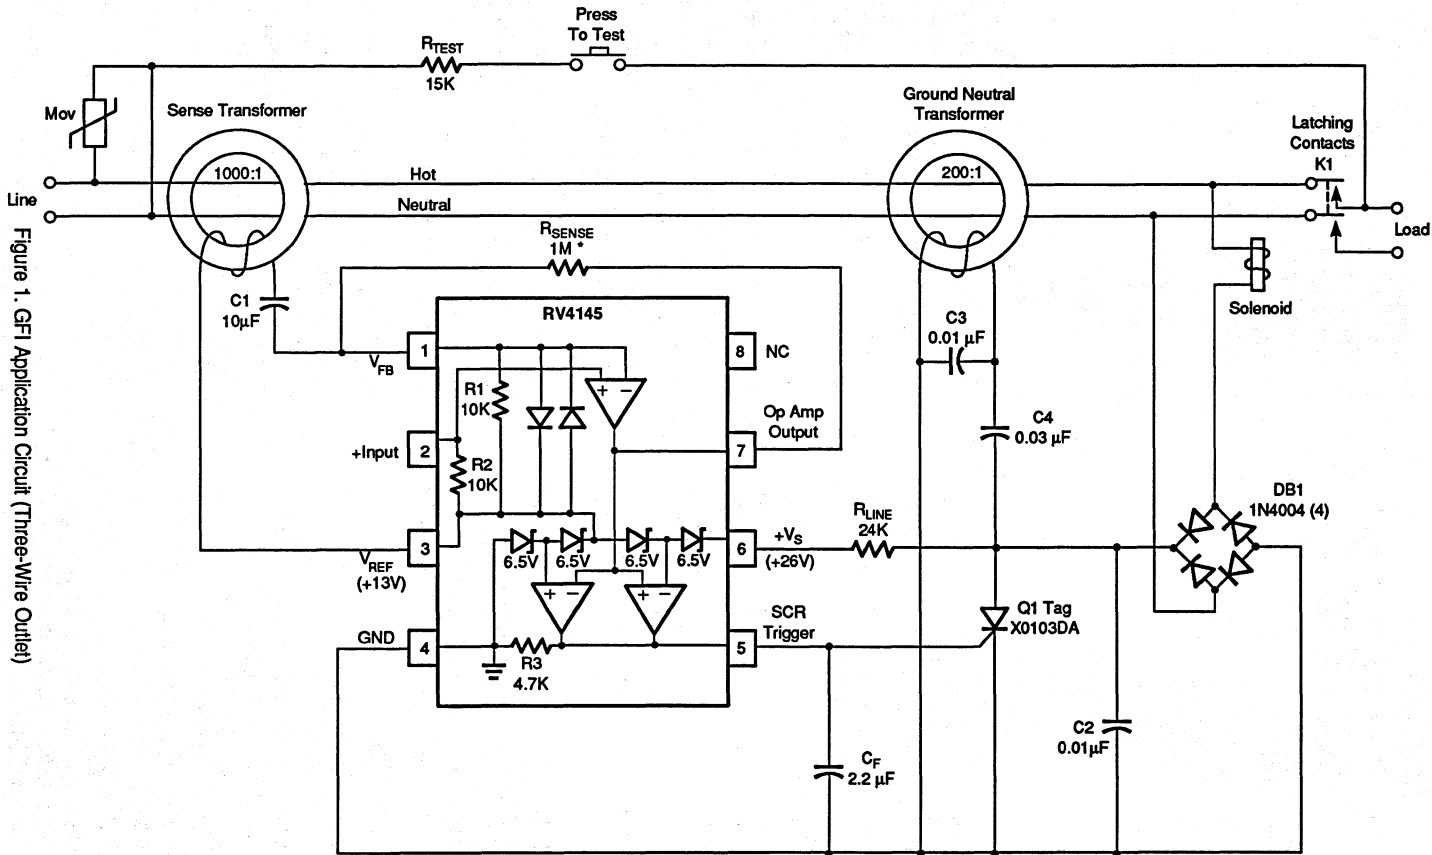 Press
To Test
RTEST
15K
Mov
Sense Transformer
Ground Neutral
Transformer
Latching
Contacts
K1
1000:1
200:1
Hot
Line
Neutral
Load
RSENSE
1M *
Solenoid
C1
10µF
RV4145
C3
0.01 µF
1
VFB
8
NC
R1
10K
+
−
Op Amp
Output
C4
0.03 µF
+Input
2
7
R2
10K
DB1
1N4004 (4)
RLINE
24K
3
VREF
(+13V)
6.5V
6.5V
6.5V
6.5V
6
+VS
(+26V)
+
−
+
−
SCR
Trigger
Q1 Tag
X0103DA
GND
4
5
R3
4.7K
C2
0.01µF
CF
2.2 µF
Figure 1. GFI Application Circuit (Three-Wire Outlet)